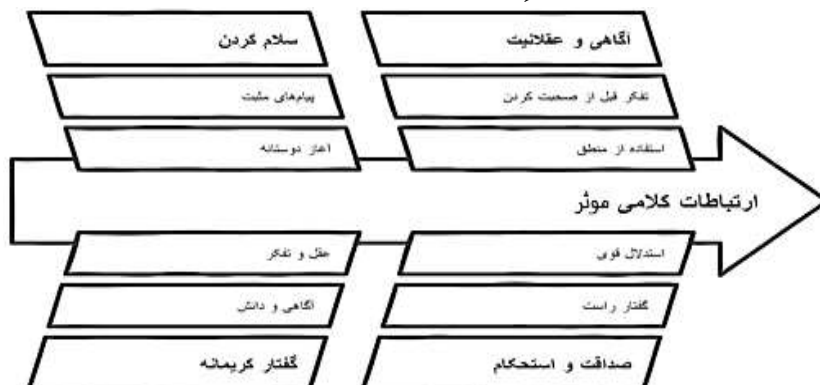 آگاهی و عقلانیت
تفکر قبل از صحبت کردن
استفاده از منطق
سلام کردن
پیام‌های مثبت
آغاز دوستانه
ارتباطات کلامی موثر
استدلال قوی
گفتار راست
صداقت و استحکام
عقل و تفکر
آگاهی و دانش
گفتار کریمانه